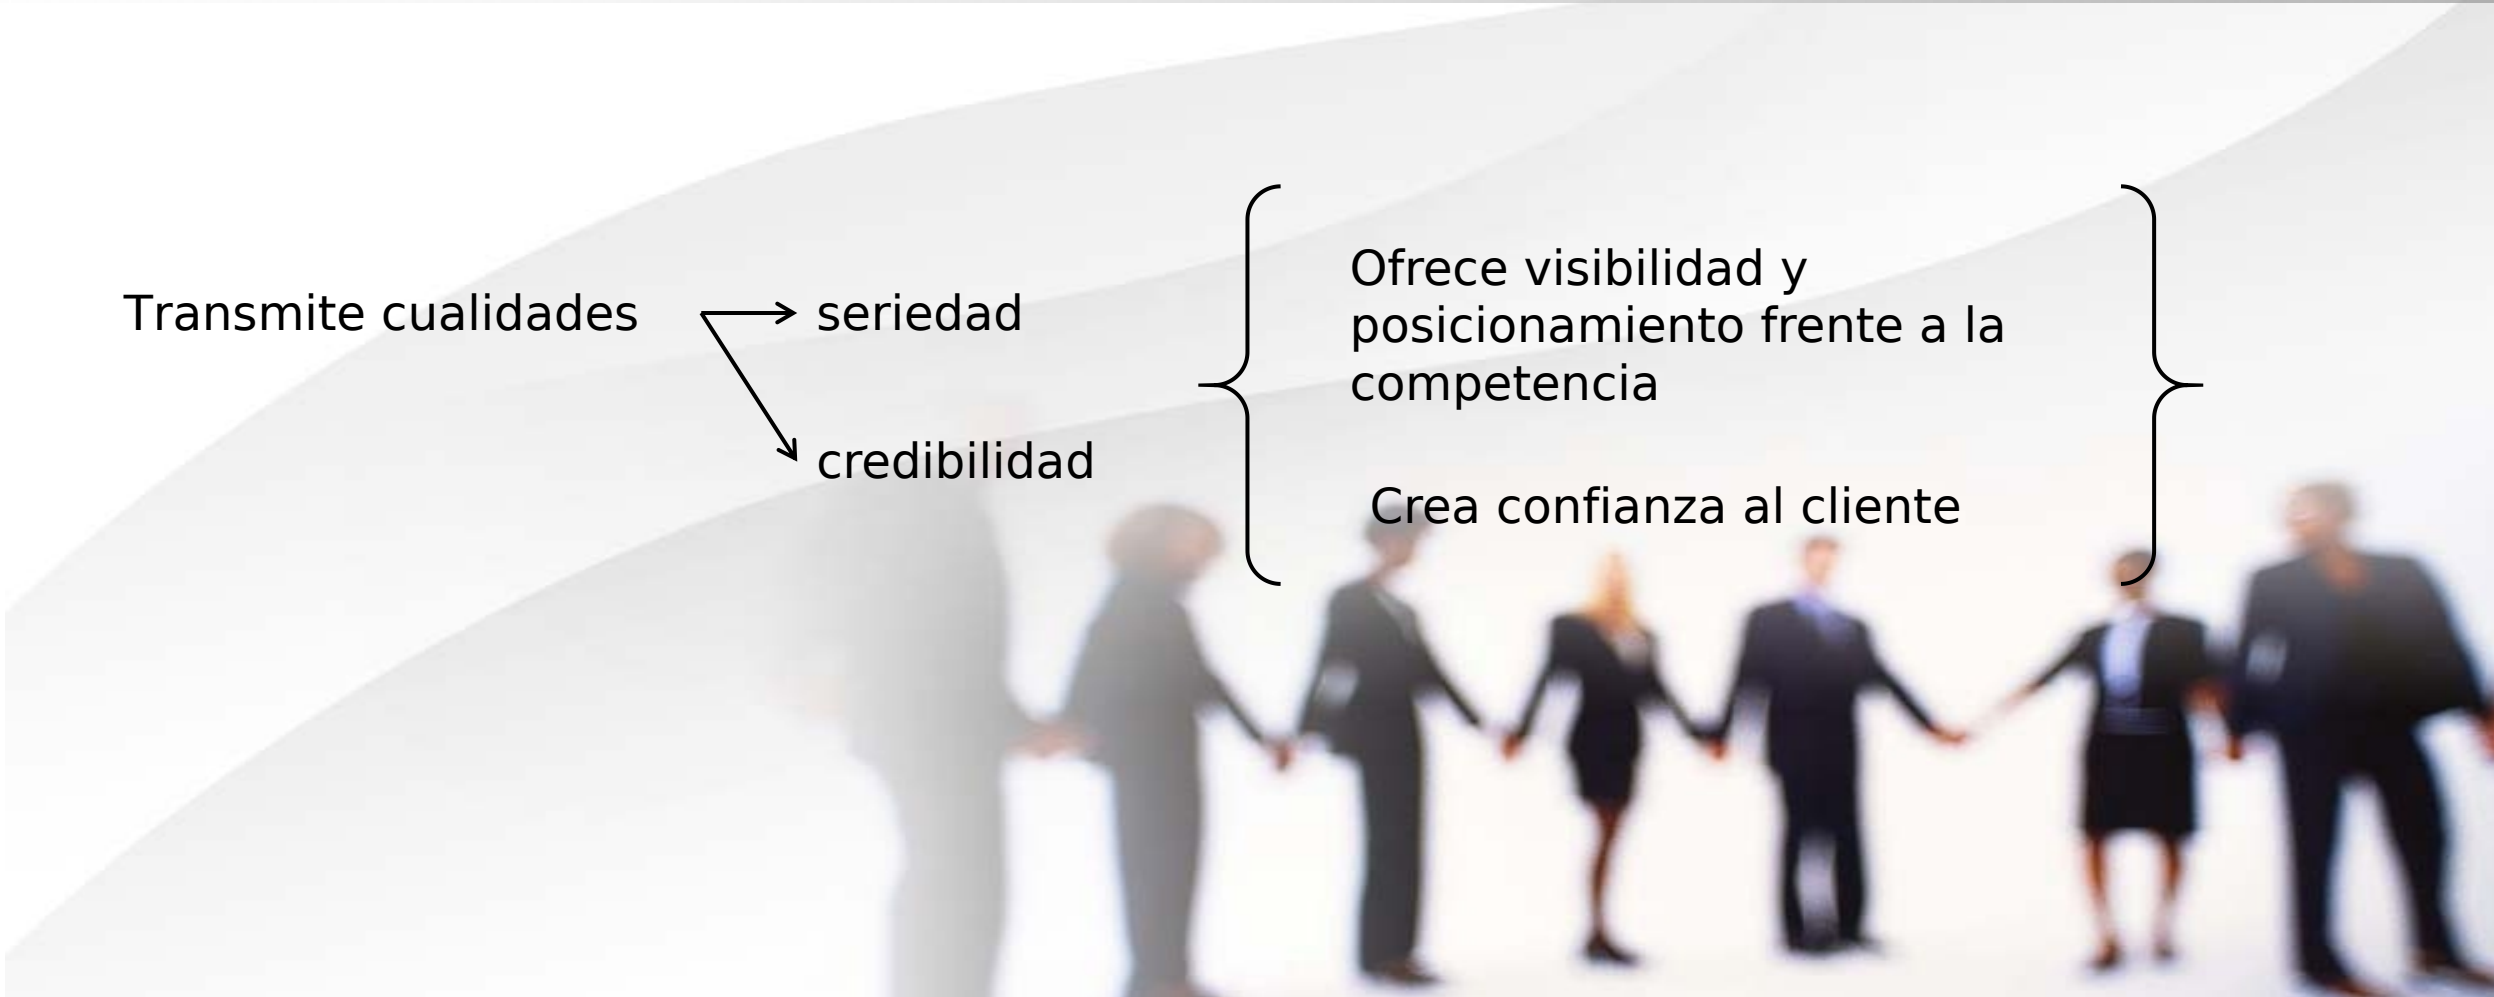 Transmite cualidades
seriedad
credibilidad
Ofrece visibilidad y
posicionamiento frente a la
competencia
Crea confianza al cliente